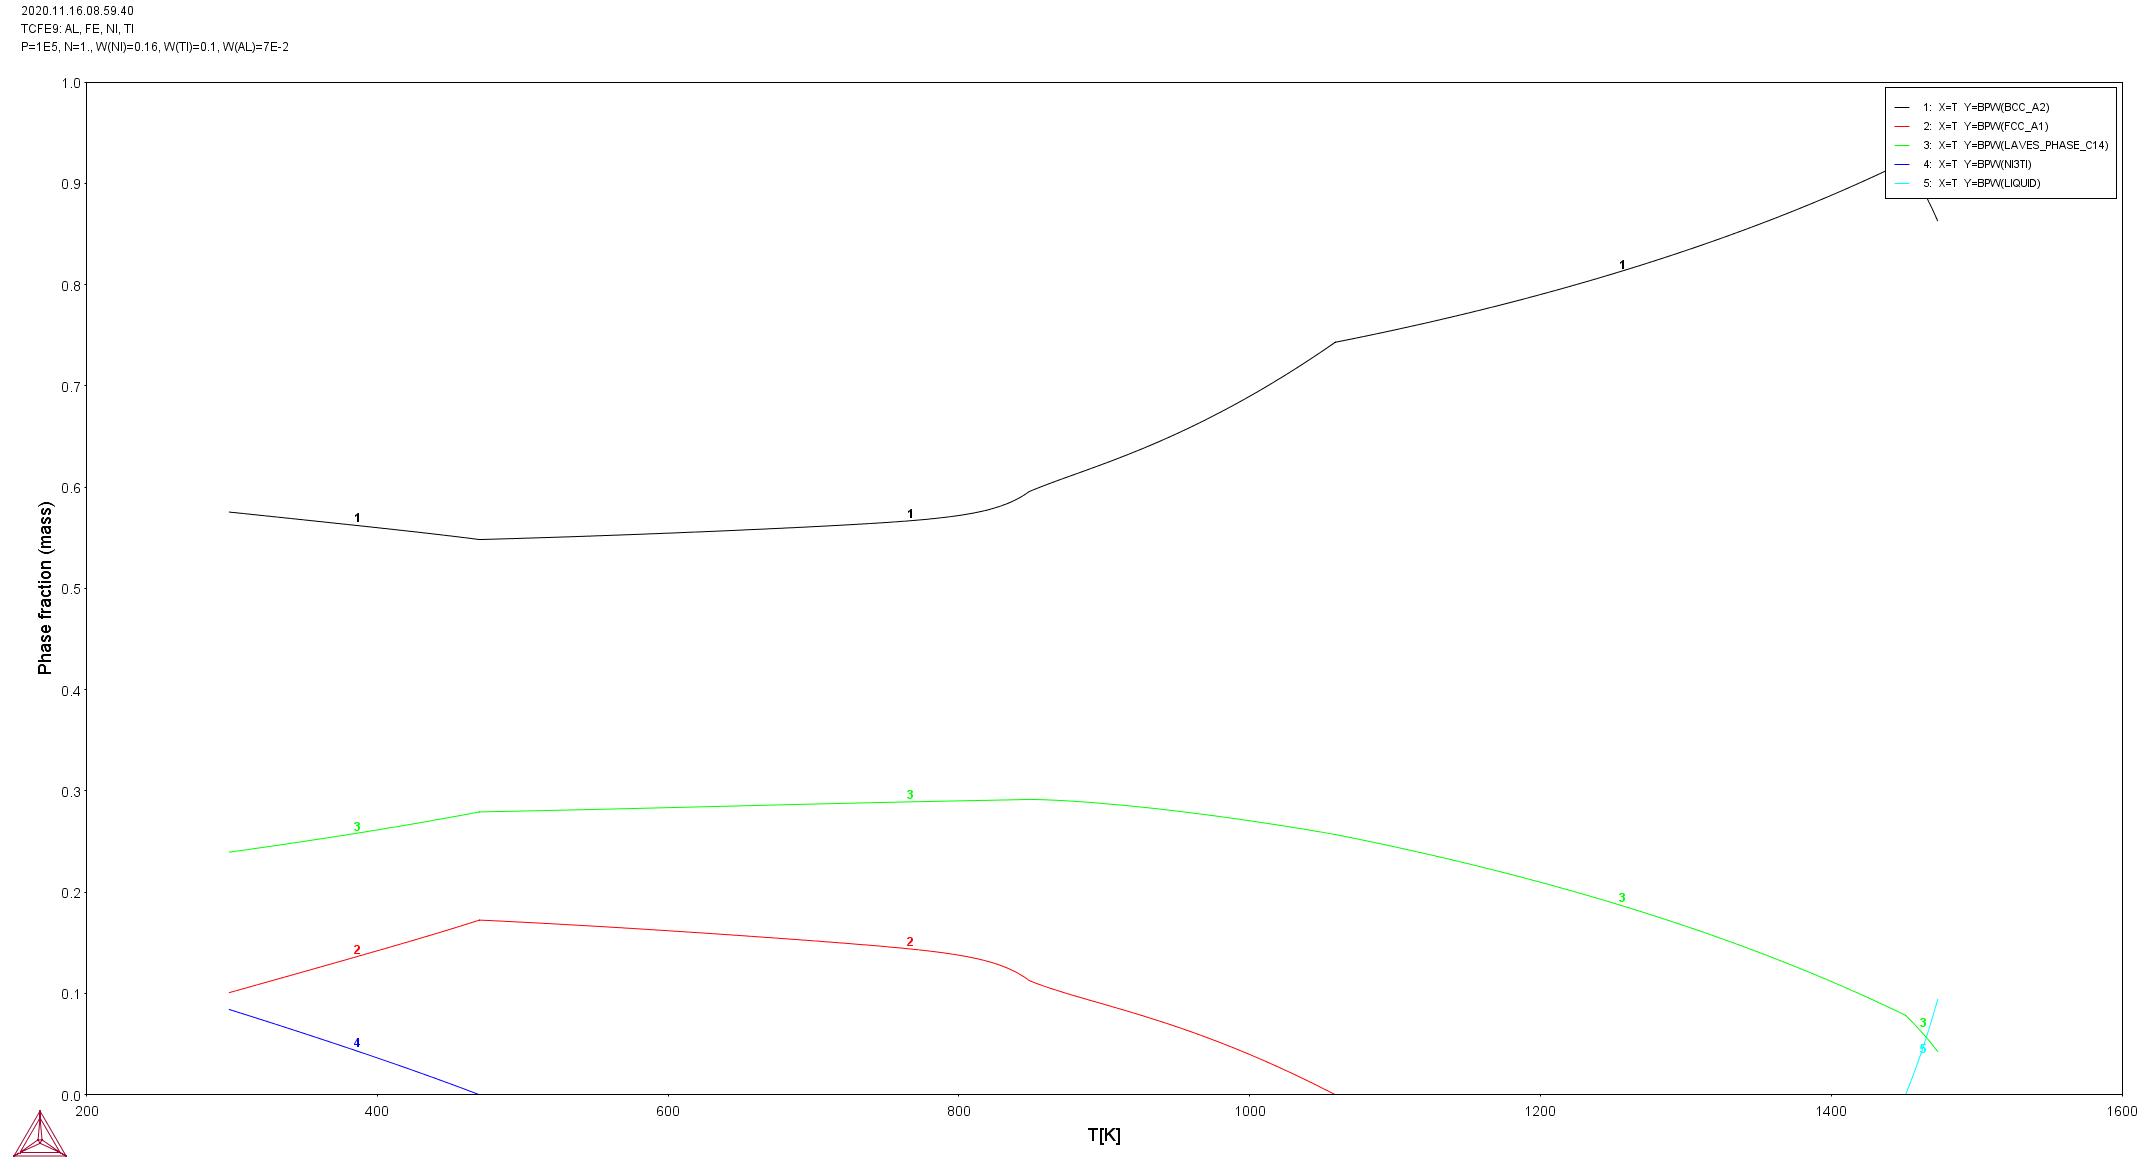 2020.11.16.08.59.40
TCFE9: AL, FE, NI, TI
P=1E5, N=1., W(NI)=0.16, W(TI)=0.1, W(AL)=7E-2
1: X=T Y=BPW(BCC_A2)
2: X=T Y=BPW(FCC_A1)
3: X=T Y=BPW(LAVES_PHASE_C14)
4: X=T Y=BPW(NI3TI)
5: X=T Y=BPW(LIQUID)
Phase fraction (mass)
1.0
0.9
0.8
0.7
0.6
0.5
0.4
0.3
0.2
0.1
0.0
1
1
1
3
3
3
3
2
2
4
5
200 400 600 800 1000 1200 1400 1600
T[K]